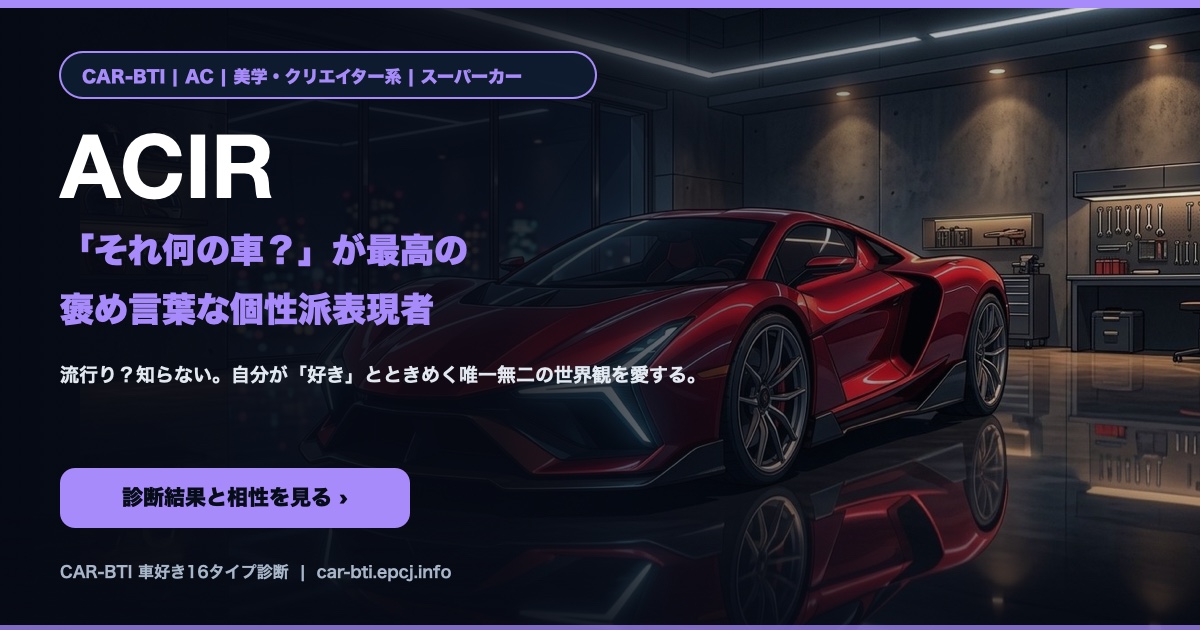 CAR-BTI | AC | 美学・クリエイター系 | スーパーカー
ACIR
「それ何の車？」が最高の
褒め言葉な個性派表現者
流行り？知らない。自分が「好き」とときめく唯一無二の世界観を愛する。
診断結果と相性を見る ›
CAR-BTI 車好き16タイプ診断 | car-bti.epcj.info